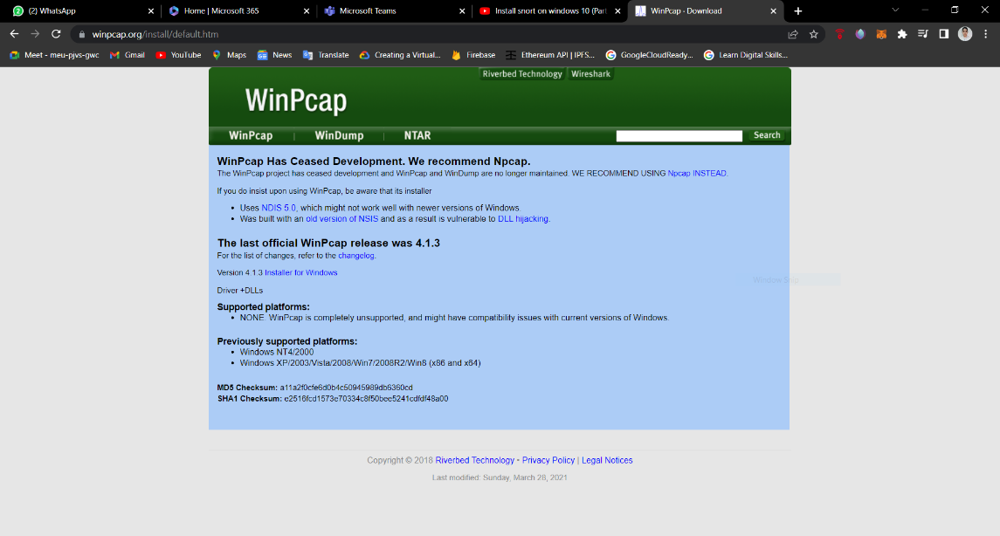 (2) WhatsApp
Home | Microsoft 365
Microsoft Teams
Install snort on windows 10 (Part
WinPcap - Download
winpcap.org/install/default.htm
Meet - meu-pjvs-gwc
Gmail
YouTube
Maps
News
Translate
Creating a Virtual...
Firebase
Ethereum API | IPFS...
GoogleCloudReady...
Learn Digital Skills...
Riverbed Technology
Wireshark
WinPcap
WinPcap | WinDump | NTAR
Search
WinPcap Has Ceased Development. We recommend Npcap.
The WinPcap project has ceased development and WinPcap and WinDump are no longer maintained. WE RECOMMEND USING Npcap INSTEAD.
If you do insist upon using WinPcap, be aware that its installer
• Uses NDIS 5.0, which might not work well with newer versions of Windows.
• Was built with an old version of NSIS and as a result is vulnerable to DLL hijacking.
The last official WinPcap release was 4.1.3
For the list of changes, refer to the changelog.
Version 4.1.3 Installer for Windows
Driver +DLLs
Window Snip
Supported platforms:
• NONE. WinPcap is completely unsupported, and might have compatibility issues with current versions of Windows.
Previously supported platforms:
• Windows NT4/2000
• Windows XP/2003/Vista/2008/Win7/2008R2/Win8 (x86 and x64)
MD5 Checksum: a11a2f0cfe6d0b4c50945989db6360cd
SHA1 Checksum: e2516fcd1573e70334c8f50bee5241cdfdf48a00
Copyright © 2018 Riverbed Technology - Privacy Policy | Legal Notices
Last modified: Sunday, March 28, 2021